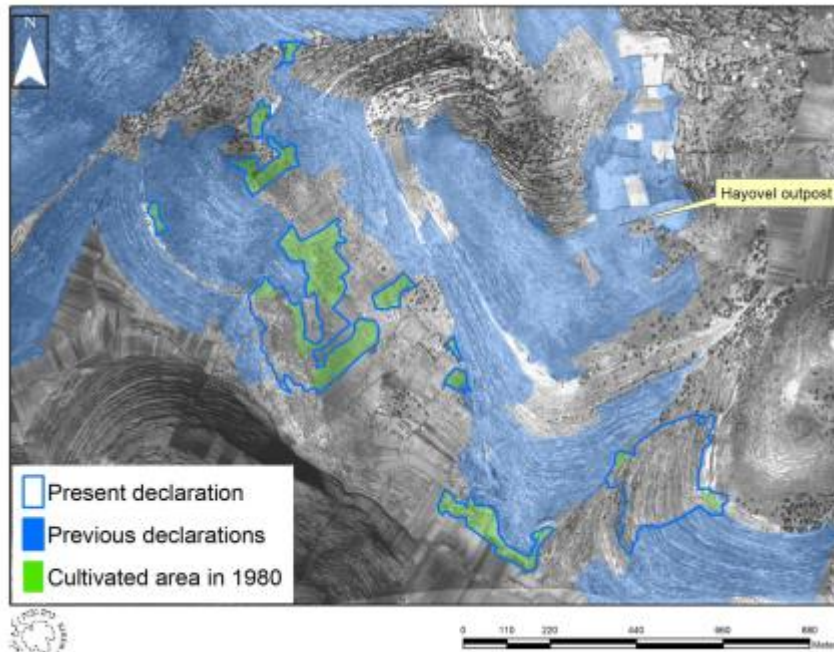 N
Hayovel outpost
Present declaration
Previous declarations
Cultivated area in 1980
0 110 220 440 660 880